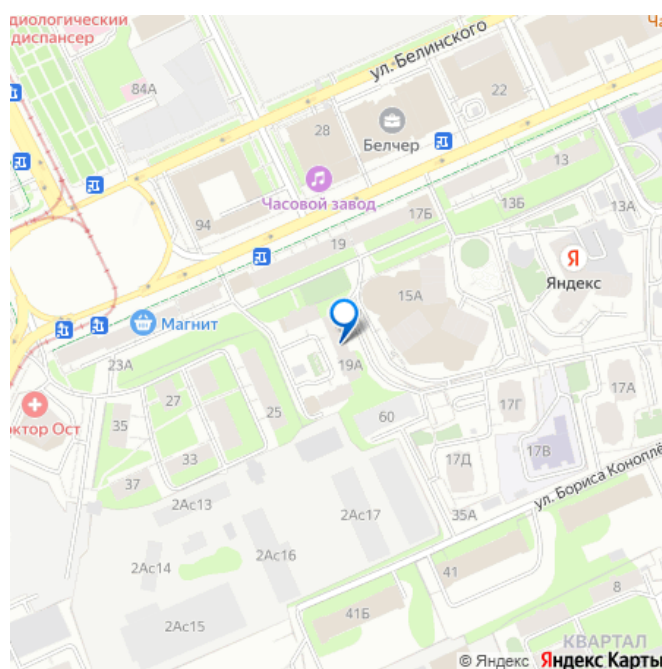 диологический
диспансер
84А
ул. Белинского
22
Ча
28
Белчер
13
Часовой завод
94
17Б
13Б
13А
19
Яндекс
15А
Магнит
19А
23А
27
25
60
17Г
17А
октор Ост
35
33
17Д
17В
37
2Ас13
2Ас17
35А
ул. Бориса Коноплё
2Ас14
2Ас16
41
8
41Б
2Ас15
КВАРТАЛ
© Яндекс Яндекс Карты